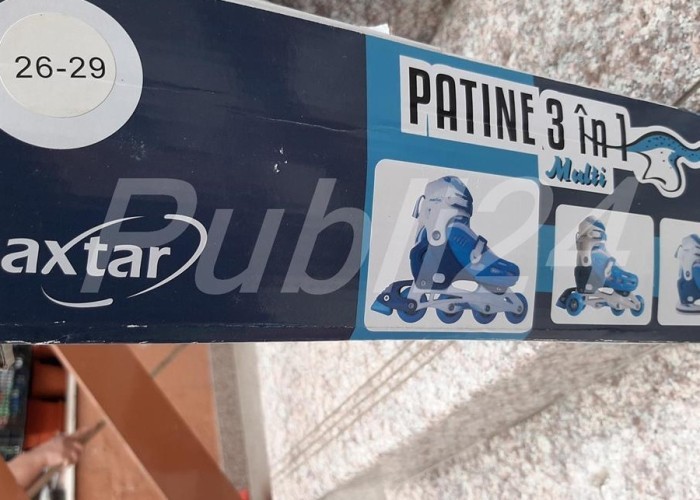 26-29
PATINE 3 în 1
Multi
axtar
Publi24